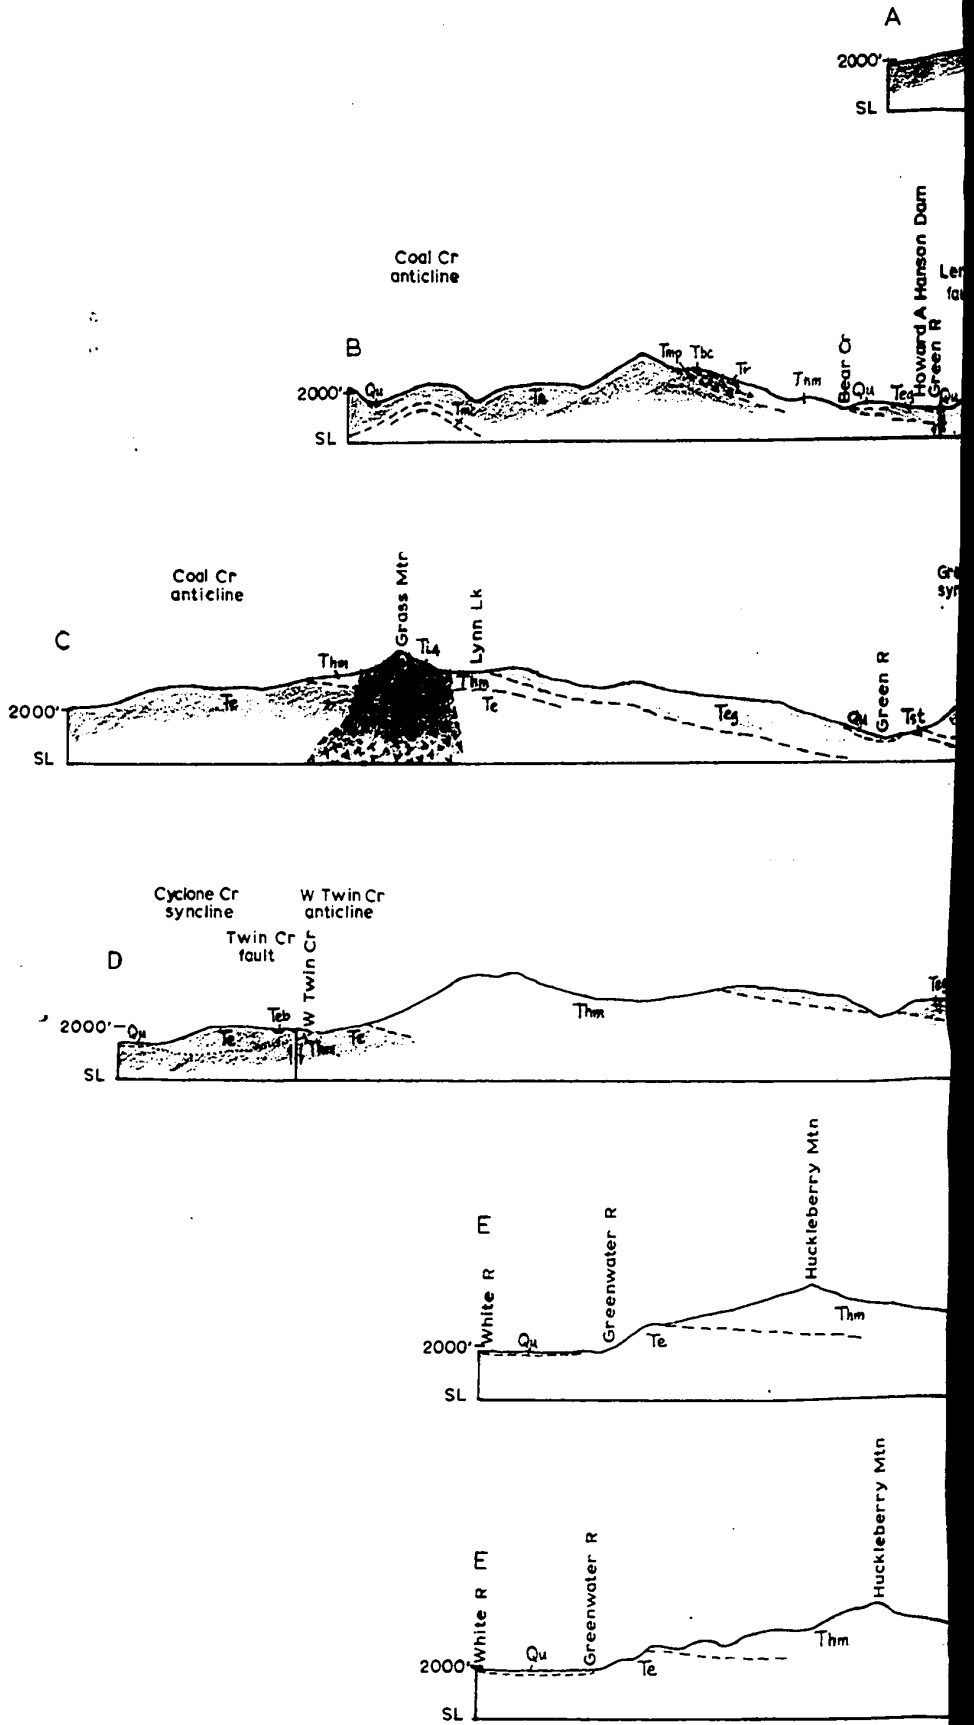 A
2000'
SL
Coal Cr
anticline
Howard A Hanson Dam
Green R
B
Bear Cr
Tmp
Tbc
Tr
Thm
2000'
Qu
Te
Qu
Teg
Qu
SL
Coal Cr
anticline
Grass Mtn
Lynn Lk
C
Green R
Thm
Ti4
Thm
Te
Te
2000'
Teg
Qu
Tst
SL
Cyclone Cr
syncline
W Twin Cr
anticline
Twin Cr
fault
W Twin Cr
D
2000'
Qu
Teb
Te
Thm
Te
Thm
SL
Huckleberry Mtn
E
White R
Greenwater R
2000'
Qu
Te
Thm
SL
Huckleberry Mtn
E
White R
Greenwater R
2000'
Qu
Te
Thm
SL